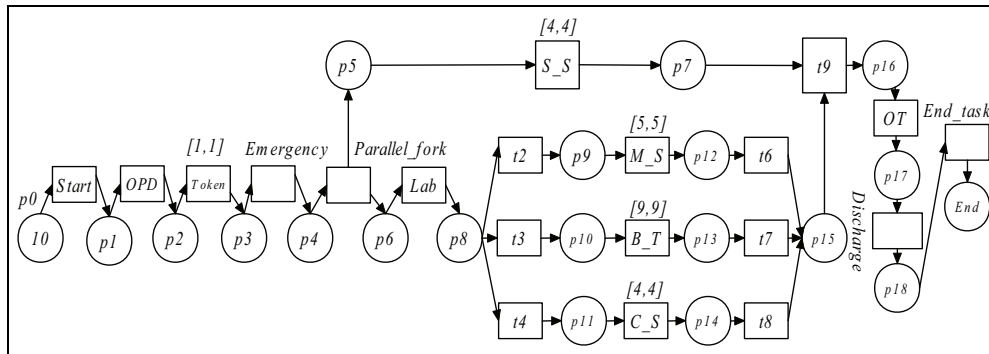 [4,4]
p5
S_S
p7
t9
p16
[1,1]
Emergency
Parallel_fork
[5,5]
OT
End_task
t2
p9
M_S
p12
t6
p0
Start
OPD
Token
Lab
p17
[9,9]
10
p1
p2
p3
p4
p6
p8
t3
p10
B_T
p13
t7
p15
Discharge
End
[4,4]
p18
t4
p11
C_S
p14
t8